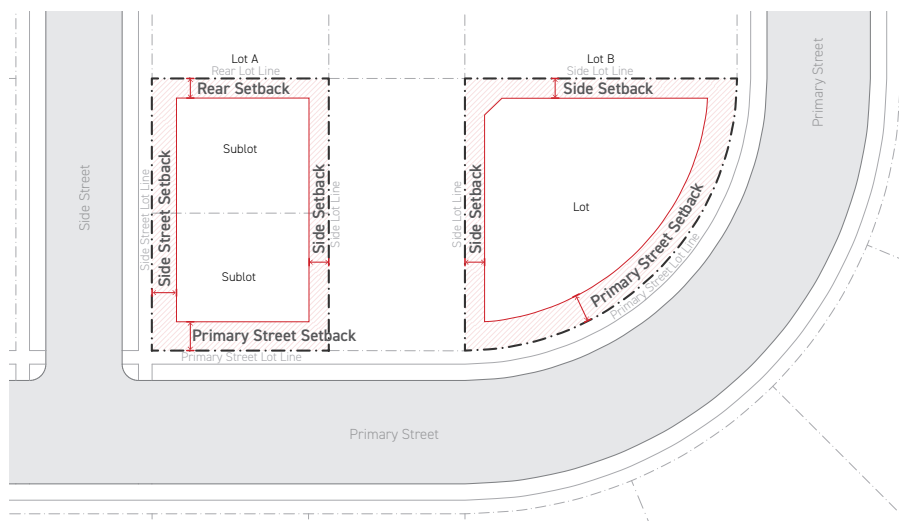 Lot A
Rear Lot Line
Rear Setback
Sublot
Side Street
Side Street Lot Line
Side Street Setback
Side Setback
Side Lot Line
Sublot
Primary Street Setback
Primary Street Lot Line
Lot B
Side Lot Line
Side Setback
Side Lot Line
Side Setback
Lot
Primary Street Setback
Primary Street Lot Line
Primary Street
Primary Street